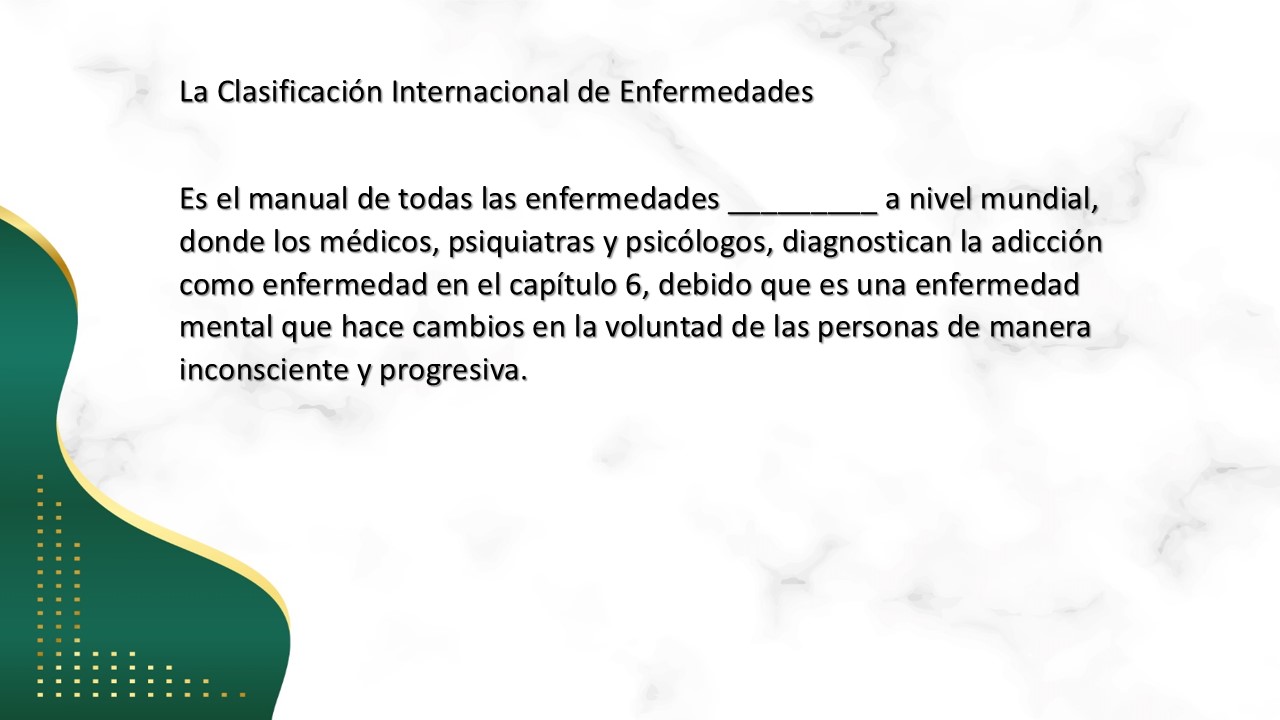 La Clasificación Internacional de Enfermedades
Es el manual de todas las enfermedades _________ a nivel mundial,
donde los médicos, psiquiatras y psicólogos, diagnostican la adicción
como enfermedad en el capítulo 6, debido que es una enfermedad
mental que hace cambios en la voluntad de las personas de manera
inconsciente y progresiva.